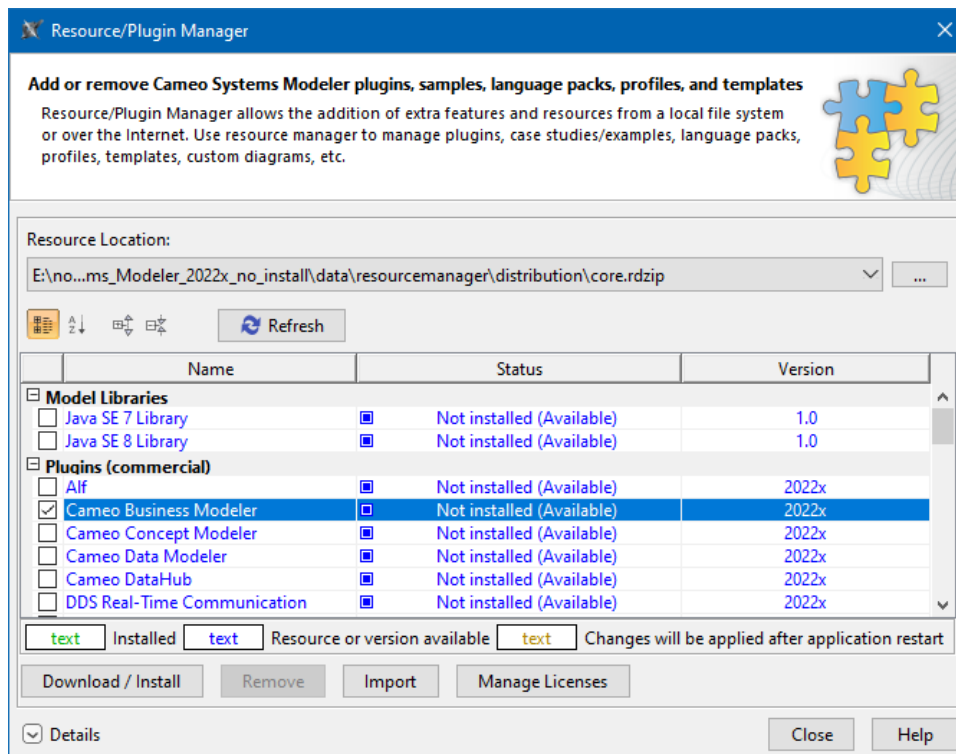 Resource/Plugin Manager
Add or remove Cameo Systems Modeler plugins, samples, language packs, profiles, and templates
Resource/Plugin Manager allows the addition of extra features and resources from a local file system
or over the Internet. Use resource manager to manage plugins, case studies/examples, language packs,
profiles, templates, custom diagrams, etc.
Resource Location:
E:\no...ms_Modeler_2022x_no_install\data\resourcemanager\distribution\core.rdzip ...
A Z Refresh
Name Status Version
Model Libraries
Java SE 7 Library Not installed (Available) 1.0
Java SE 8 Library Not installed (Available) 1.0
Plugins (commercial)
Alf Not installed (Available) 2022x
Cameo Business Modeler Not installed (Available) 2022x
Cameo Concept Modeler Not installed (Available) 2022x
Cameo Data Modeler Not installed (Available) 2022x
Cameo DataHub Not installed (Available) 2022x
DDS Real-Time Communication Not installed (Available) 2022x
text Installed text Resource or version available text Changes will be applied after application restart
Download / Install Remove Import Manage Licenses
Details Close Help